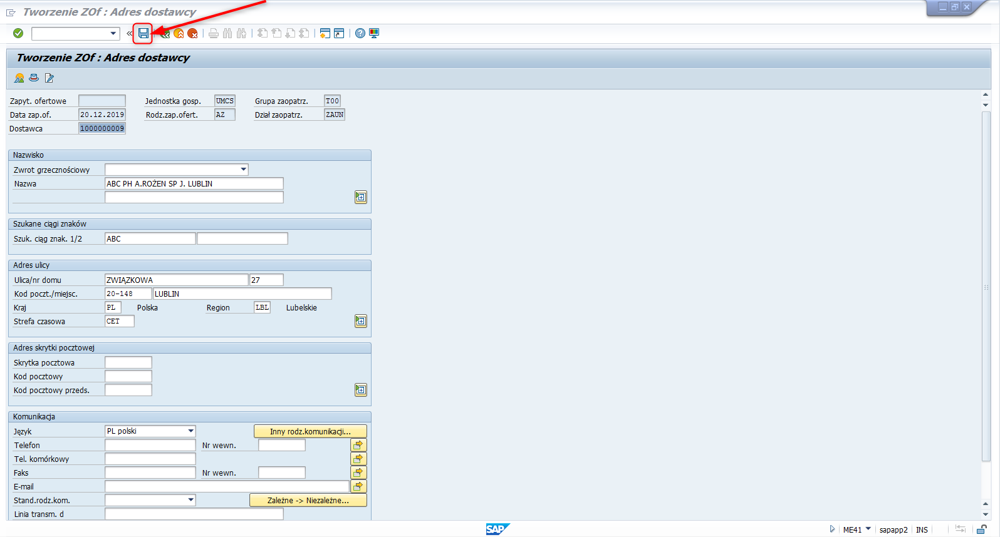 Tworzenie ZOf : Adres dostawcy
Tworzenie ZOf : Adres dostawcy
Zapyt. ofertowe Jednostka gosp. UMCS Grupa zaopatrz. T00
Data zap.of. 20.12.2019 Rodz.zap.ofert. AZ Dział zaopatrz. ZAUN
Dostawca 1000000009
Nazwisko
Zwrot grzecznościowy
Nazwa ABC PH A.ROŻEN SP J. LUBLIN
Szukane ciągi znaków
Szuk. ciąg znak. 1/2 ABC
Adres ulicy
Ulica/nr domu ZWIĄZKOWA 27
Kod poczt./miejsc. 20-148 LUBLIN
Kraj PL Polska Region LBL Lubelskie
Strefa czasowa CET
Adres skrytki pocztowej
Skrytka pocztowa
Kod pocztowy
Kod pocztowy przeds.
Komunikacja
Język PL polski Inny rodz.komunikacji...
Telefon Nr wewn.
Tel. komórkowy
Faks Nr wewn.
E-mail
Stand.rodz.kom. Zależne -> Niezależne...
Linia transm. d
SAP ME41 sapapp2 INS